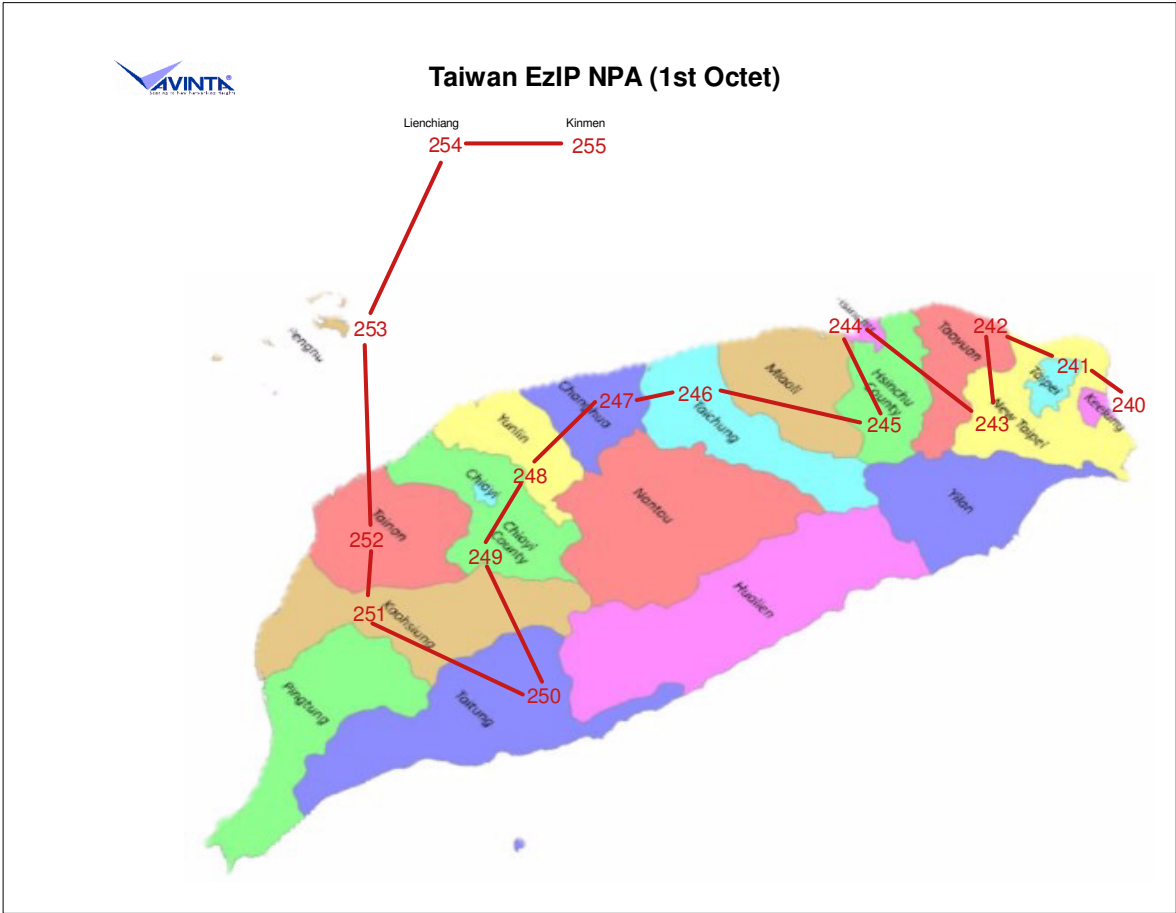 AVINTA®
Taiwan EzIP NPA (1st Octet)
Lienchiang
Kinmen
254
255
253
Penghu
244
242
Taoyuan
241
Taipei
240
Keelung
Hsinchu
County
245
243
New Taipei
Miaoli
246
Taichung
247
Changhua
Yunlin
248
Chiayi
Nantou
Yilan
252
Tainan
249
Chiayi
County
251
Kaohsiung
Hualien
250
Pingtung
Taitung